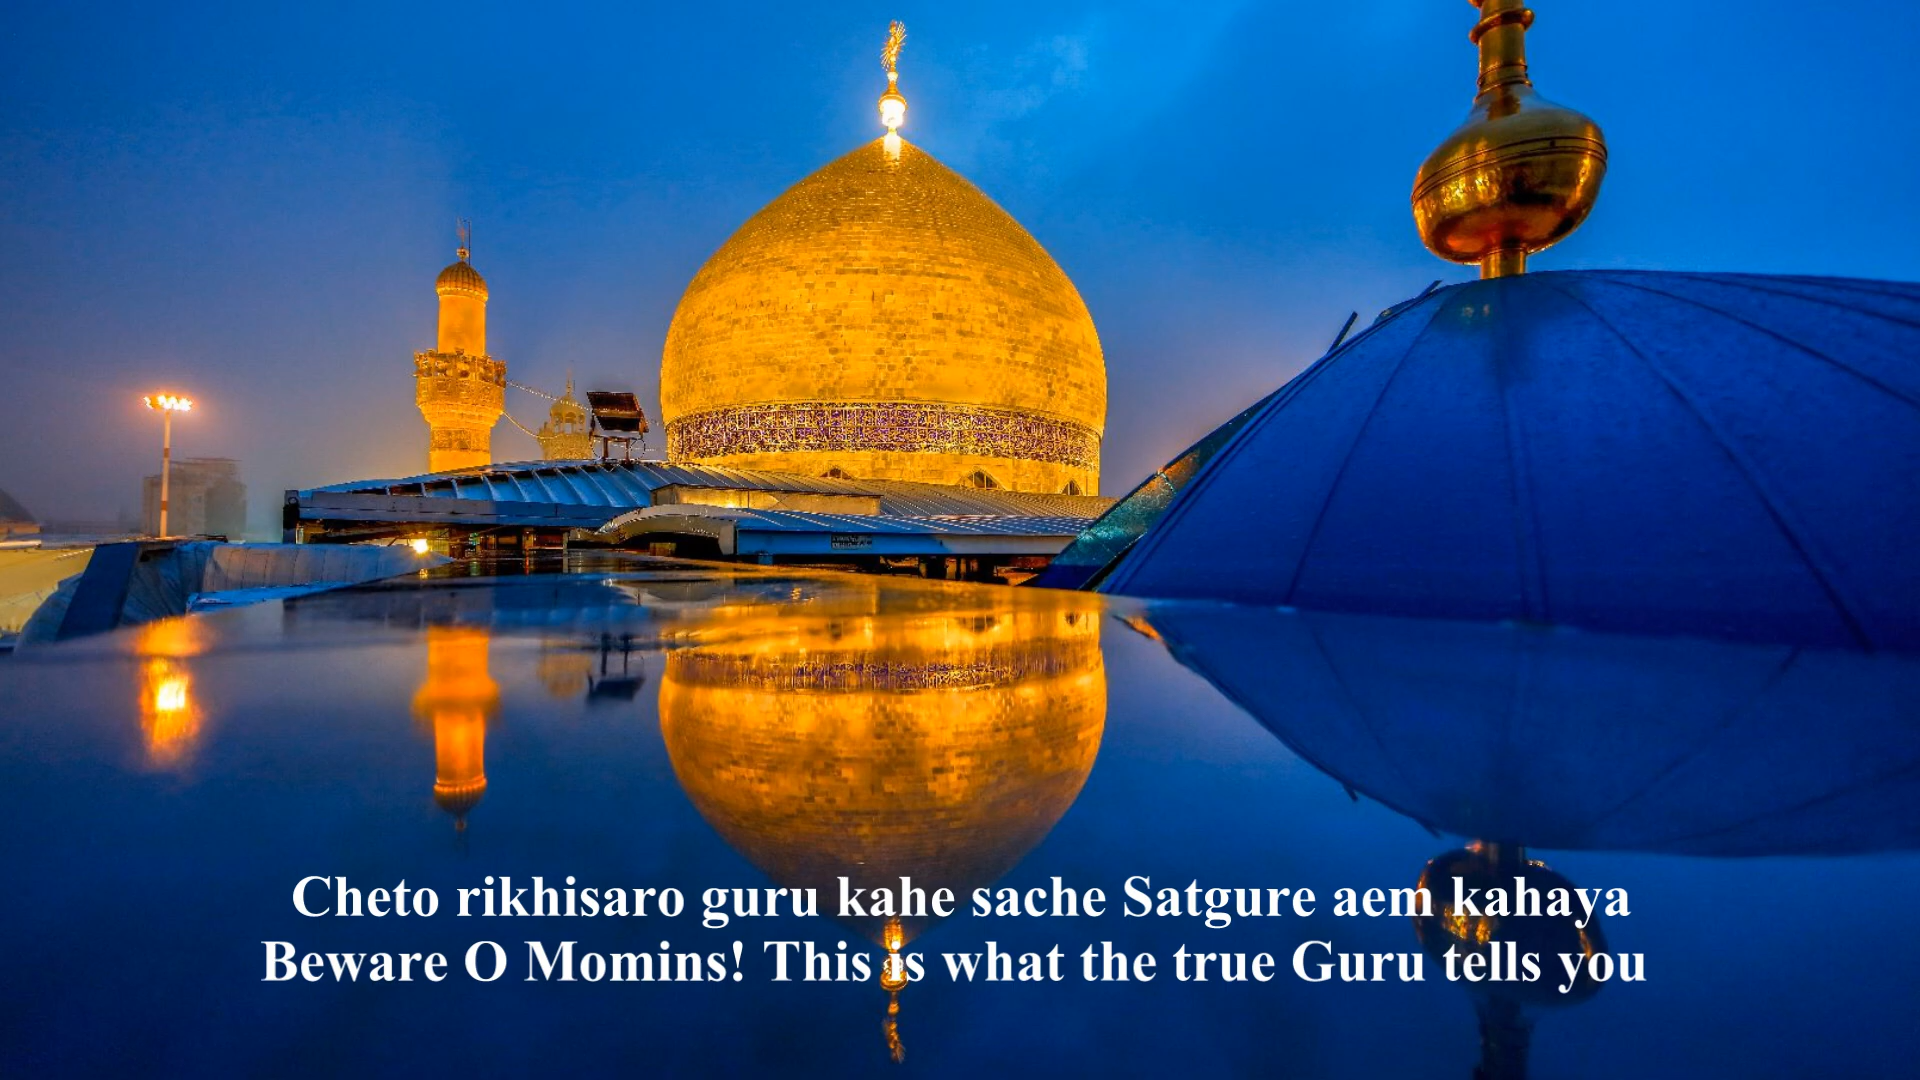 Cheto rikhisaro guru kahe sache Satgure aem kahaya
Beware O Momins! This is what the true Guru tells you